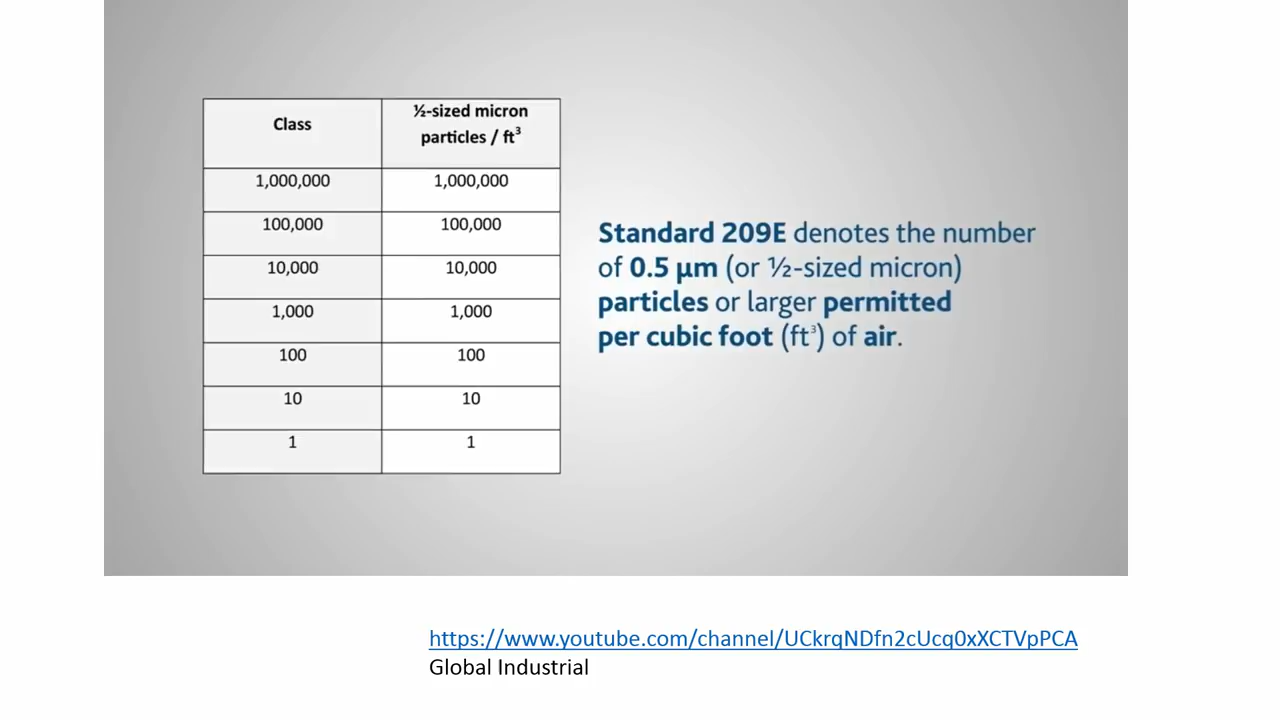 Class
½-sized micron
particles / ft³
1,000,000 1,000,000
100,000 100,000
10,000 10,000
1,000 1,000
100 100
10 10
1 1
Standard 209E denotes the number
of 0.5 µm (or ½-sized micron)
particles or larger permitted
per cubic foot (ft³) of air.
https://www.youtube.com/channel/UCkrqNDfn2cUcq0xXCTVpPCA
Global Industrial